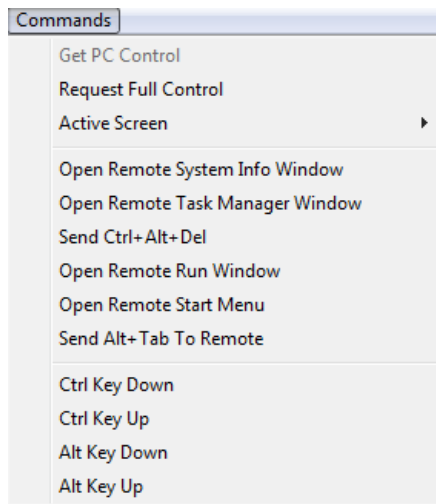 Commands
Get PC Control
Request Full Control
Active Screen
Open Remote System Info Window
Open Remote Task Manager Window
Send Ctrl+Alt+Del
Open Remote Run Window
Open Remote Start Menu
Send Alt+Tab To Remote
Ctrl Key Down
Ctrl Key Up
Alt Key Down
Alt Key Up